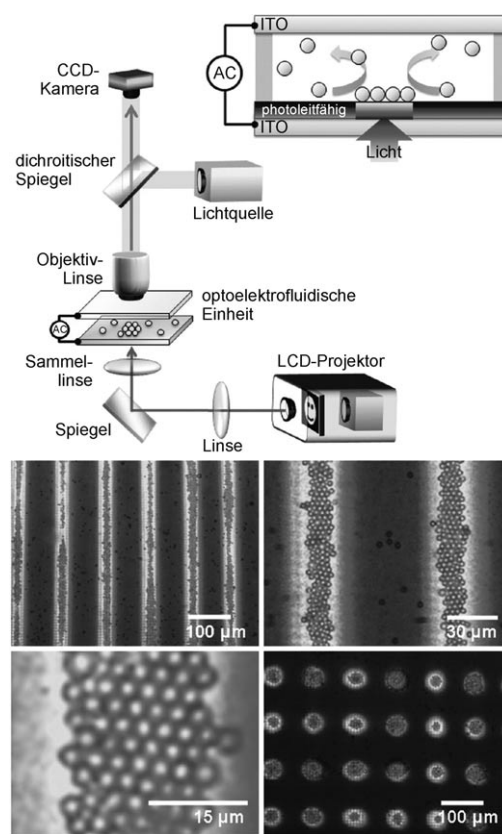 CCD-
Kamera
dichroitischer
Spiegel
Lichtquelle
Objektiv-
Linse
optoelektrofluidische
Einheit
AC
Sammel-
linse
Spiegel
Linse
LCD-Projektor
ITO
AC
photoleitfähig
ITO
Licht
100 µm
30 µm
15 µm
100 µm